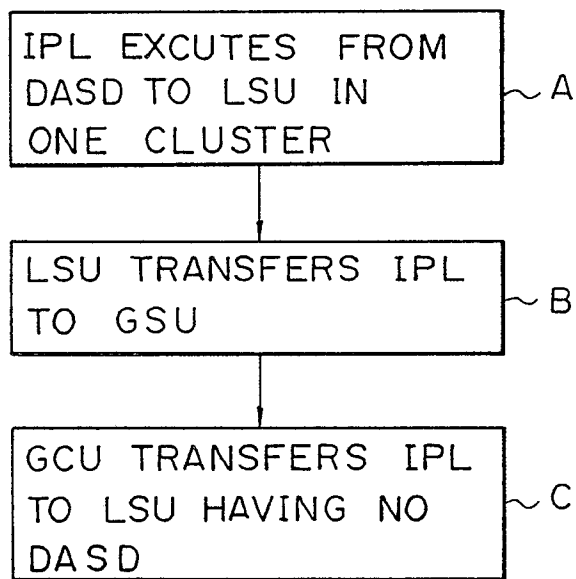 IPL EXCUTES FROM
DASD TO LSU IN
ONE CLUSTER
A
LSU TRANSFERS IPL
TO GSU
B
GCU TRANSFERS IPL
TO LSU HAVING NO
DASD
C